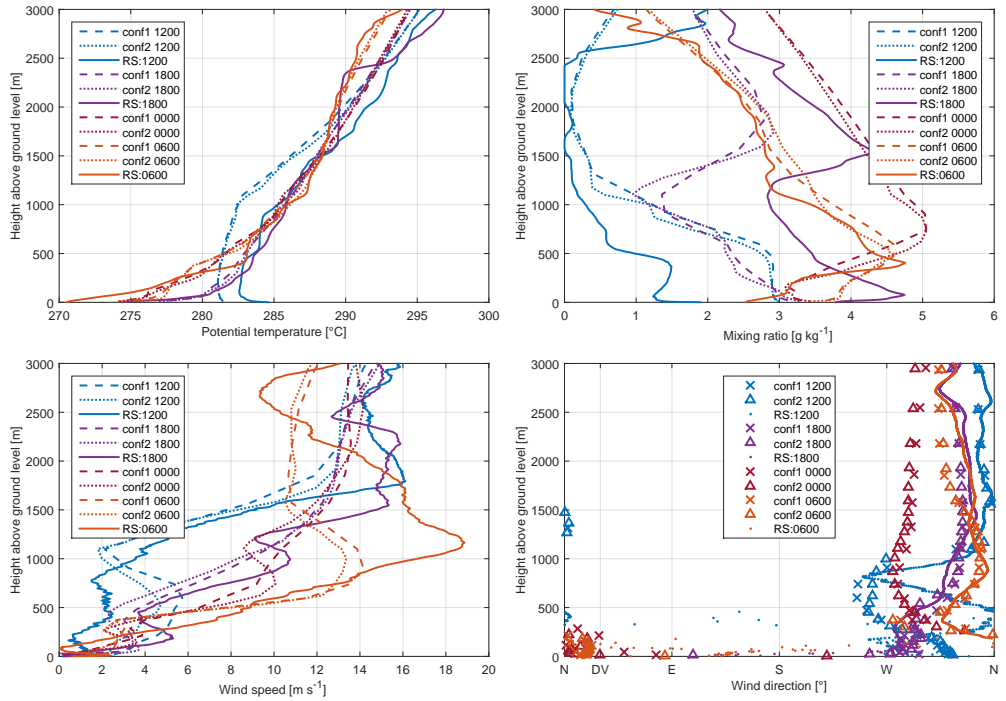 3000
2500
2000
1500
1000
500
0
270
275
280
285
290
295
300
Height above ground level [m]
Potential temperature [°C]
conf1 1200
conf2 1200
RS:1200
conf1 1800
conf2 1800
RS:1800
conf1 0000
conf2 0000
conf1 0600
conf2 0600
RS:0600
3000
2500
2000
1500
1000
500
0
0
1
2
3
4
5
6
Height above ground level [m]
Mixing ratio [g kg⁻¹]
conf1 1200
conf2 1200
RS:1200
conf1 1800
conf2 1800
RS:1800
conf1 0000
conf2 0000
conf1 0600
conf2 0600
RS:0600
3000
2500
2000
1500
1000
500
0
0
2
4
6
8
10
12
14
16
18
20
Height above ground level [m]
Wind speed [m s⁻¹]
conf1 1200
conf2 1200
RS:1200
conf1 1800
conf2 1800
RS:1800
conf1 0000
conf2 0000
conf1 0600
conf2 0600
RS:0600
3000
2500
2000
1500
1000
500
0
N
DV
E
S
W
N
Height above ground level [m]
Wind direction [°]
conf1 1200
conf2 1200
RS:1200
conf1 1800
conf2 1800
RS:1800
conf1 0000
conf2 0000
conf1 0600
conf2 0600
RS:0600